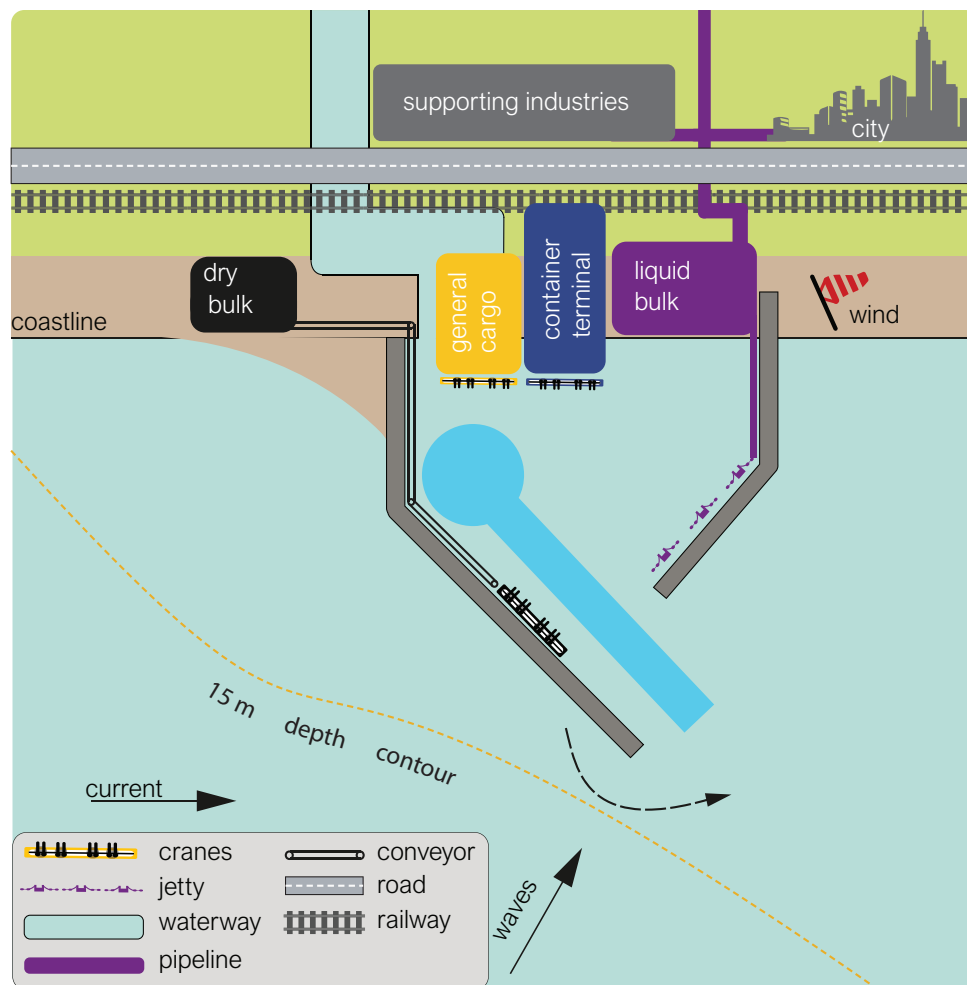 supporting industries
city
dry
bulk
general
cargo
container
terminal
liquid
bulk
wind
coastline
15 m depth contour
current
waves
cranes
conveyor
jetty
road
waterway
railway
pipeline